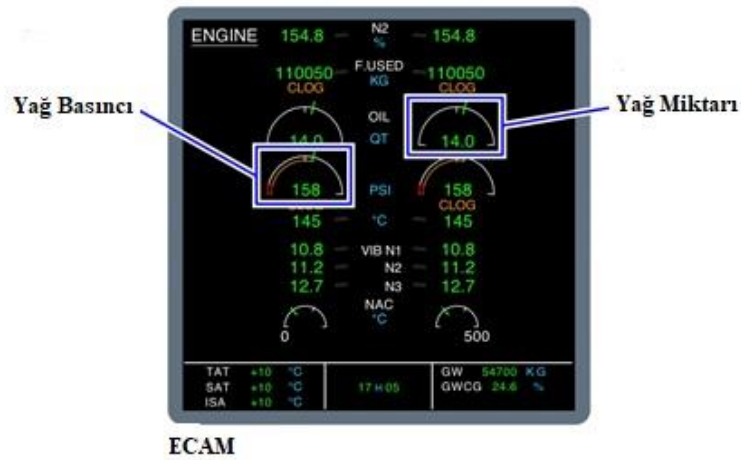 ENGINE 154.8 N2 154.8
%
110050 F.USED 110050
CLOG KG CLOG
Yağ Basıncı
Yağ Miktarı
OIL
14.0 QT 14.0
158 PSI 158
CLOG
145 °C 145
10.8 VIB N1 10.8
11.2 N2 11.2
12.7 N3 12.7
NAC
°C
0 500
TAT +10 °C GW 54700 KG
SAT +10 °C 17 H 05 GWCG 24.6 %
ISA +10 °C
ECAM